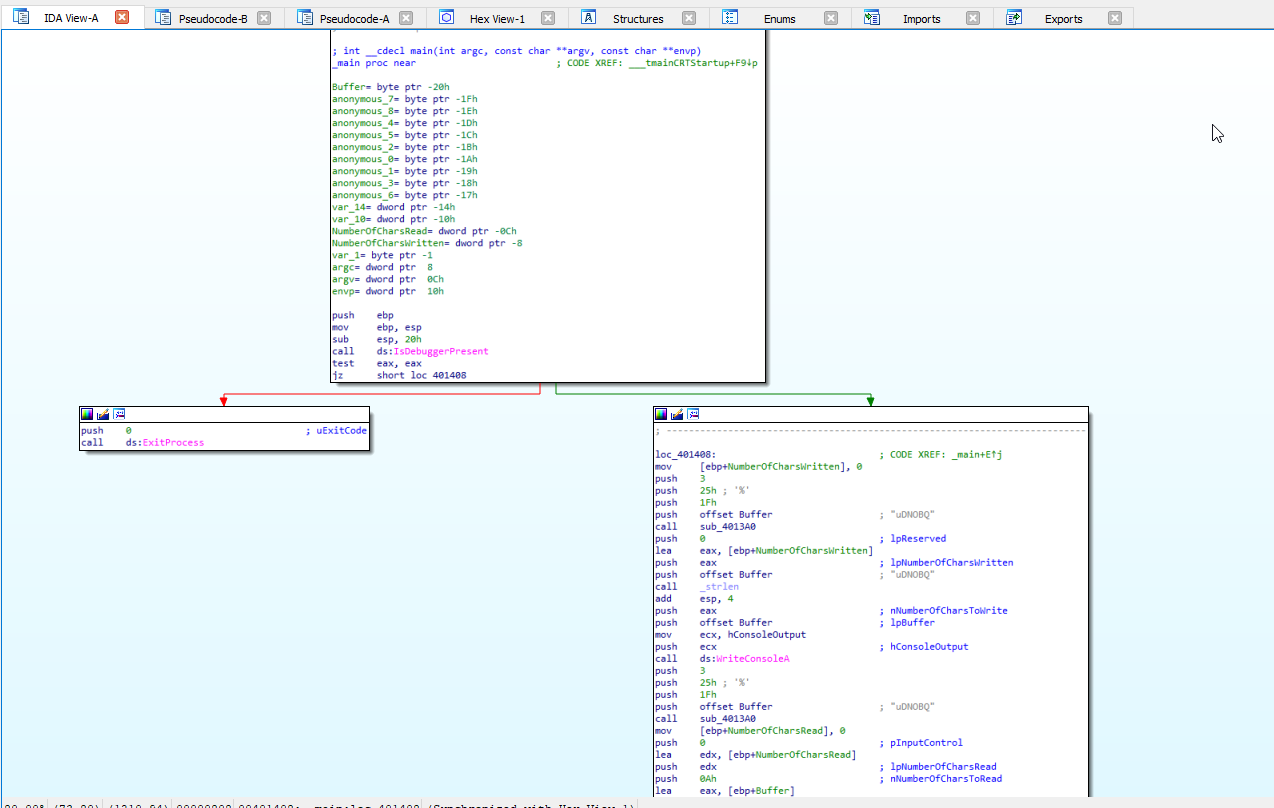 IDA View-A Pseudocode-B Pseudocode-A Hex View-1 Structures Enums Imports Exports
; int __cdecl main(int argc, const char **argv, const char **envp)
_main proc near ; CODE XREF: ___tmainCRTStartup+F9↓p
Buffer= byte ptr -20h
anonymous_7= byte ptr -1Fh
anonymous_8= byte ptr -1Eh
anonymous_4= byte ptr -1Dh
anonymous_5= byte ptr -1Ch
anonymous_2= byte ptr -1Bh
anonymous_0= byte ptr -1Ah
anonymous_1= byte ptr -19h
anonymous_3= byte ptr -18h
anonymous_6= byte ptr -17h
var_14= dword ptr -14h
var_10= dword ptr -10h
NumberOfCharsRead= dword ptr -0Ch
NumberOfCharsWritten= dword ptr -8
var_1= byte ptr -1
argc= dword ptr 8
argv= dword ptr 0Ch
envp= dword ptr 10h
push ebp
mov ebp, esp
sub esp, 20h
call ds:IsDebuggerPresent
test eax, eax
jz short loc_401408
push 0 ; uExitCode
call ds:ExitProcess
; ---------------------------------------------------------------------------
loc_401408: ; CODE XREF: _main+E↑j
mov [ebp+NumberOfCharsWritten], 0
push 3
push 25h ; '%'
push 1Fh
push offset Buffer ; "uDNOBQ"
call sub_4013A0
push 0 ; lpReserved
lea eax, [ebp+NumberOfCharsWritten]
push eax ; lpNumberOfCharsWritten
push offset Buffer ; "uDNOBQ"
call _strlen
add esp, 4
push eax ; nNumberOfCharsToWrite
push offset Buffer ; lpBuffer
mov ecx, hConsoleOutput
push ecx ; hConsoleOutput
call ds:WriteConsoleA
push 3
push 25h ; '%'
push 1Fh
push offset Buffer ; "uDNOBQ"
call sub_4013A0
mov [ebp+NumberOfCharsRead], 0
push 0 ; pInputControl
lea edx, [ebp+NumberOfCharsRead]
push edx ; lpNumberOfCharsRead
push 0Ah ; nNumberOfCharsToRead
lea eax, [ebp+Buffer]